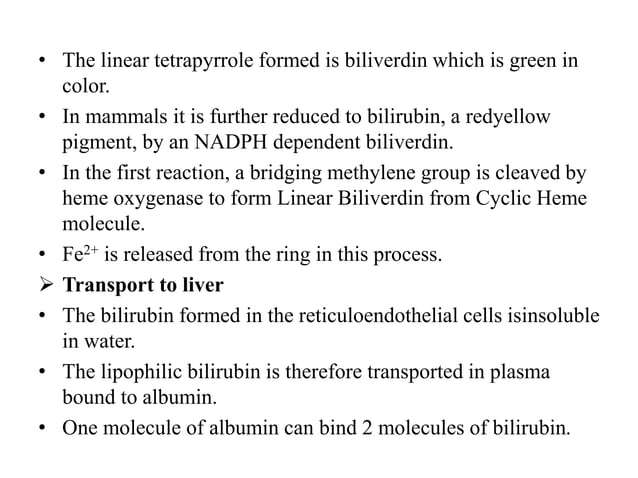 • The linear tetrapyrrole formed is biliverdin which is green in
color.
• In mammals it is further reduced to bilirubin, a redyellow
pigment, by an NADPH dependent biliverdin.
• In the first reaction, a bridging methylene group is cleaved by
heme oxygenase to form Linear Biliverdin from Cyclic Heme
molecule.
• Fe²⁺ is released from the ring in this process.
➢ Transport to liver
• The bilirubin formed in the reticuloendothelial cells isinsoluble
in water.
• The lipophilic bilirubin is therefore transported in plasma
bound to albumin.
• One molecule of albumin can bind 2 molecules of bilirubin.